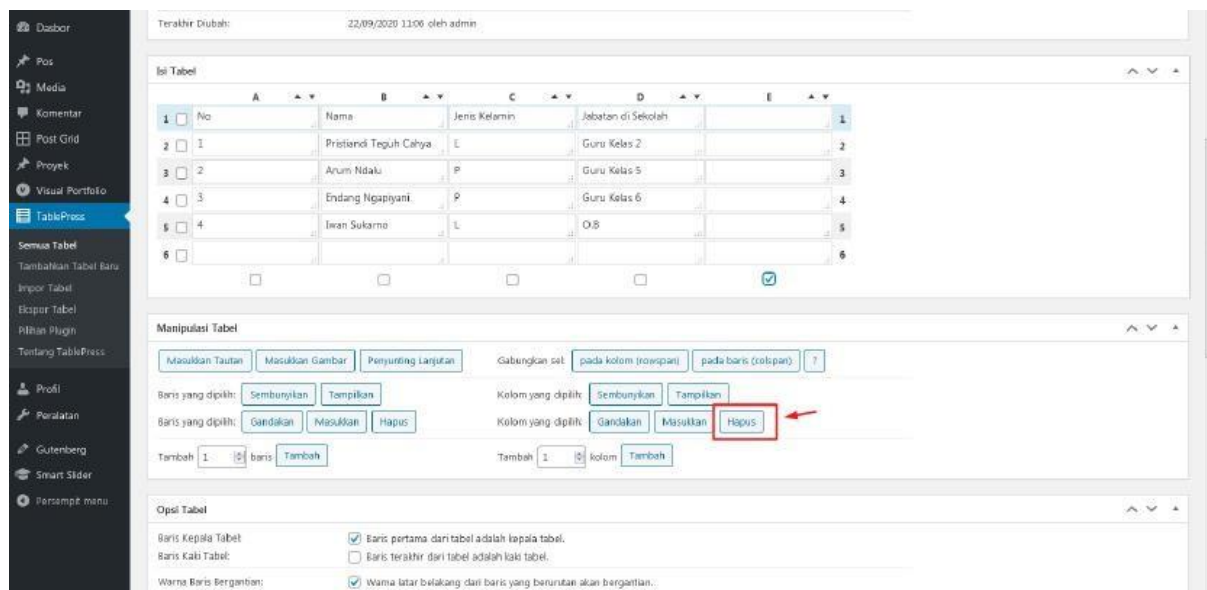 Dasbor
Pos
Media
Komentar
Post Grid
Proyek
Visual Portfolio
TablePress
Semua Tabel
Tambahkan Tabel Baru
Impor Tabel
Ekspor Tabel
Pilihan Plugin
Tentang TablePress
Profil
Peralatan
Gutenberg
Smart Slider
Persempit menu
Terakhir Diubah: 22/09/2020 11:06 oleh admin
Isi Tabel
A B C D E
1 No Nama Jenis Kelamin Jabatan di Sekolah 1
2 1 Pristiandi Teguh Cahya L Guru Kelas 2 2
3 2 Arum Ndalu P Guru Kelas 5 3
4 3 Endang Ngapiyani P Guru Kelas 6 4
5 4 Iwan Sukarno L O.B 5
6 6
Manipulasi Tabel
Masukkan Tautan Masukkan Gambar Penyunting Lanjutan Gabungkan sel: pada kolom (rowspan) pada baris (colspan) ?
Baris yang dipilih: Sembunyikan Tampilkan Kolom yang dipilih: Sembunyikan Tampilkan
Baris yang dipilih: Gandakan Masukkan Hapus Kolom yang dipilih: Gandakan Masukkan Hapus
Tambah 1 baris Tambah Tambah 1 kolom Tambah
Opsi Tabel
Baris Kepala Tabel: Baris pertama dari tabel adalah kepala tabel.
Baris Kaki Tabel: Baris terakhir dari tabel adalah kaki tabel.
Warna Baris Bergantian: Warna latar belakang dari baris yang berurutan akan bergantian.